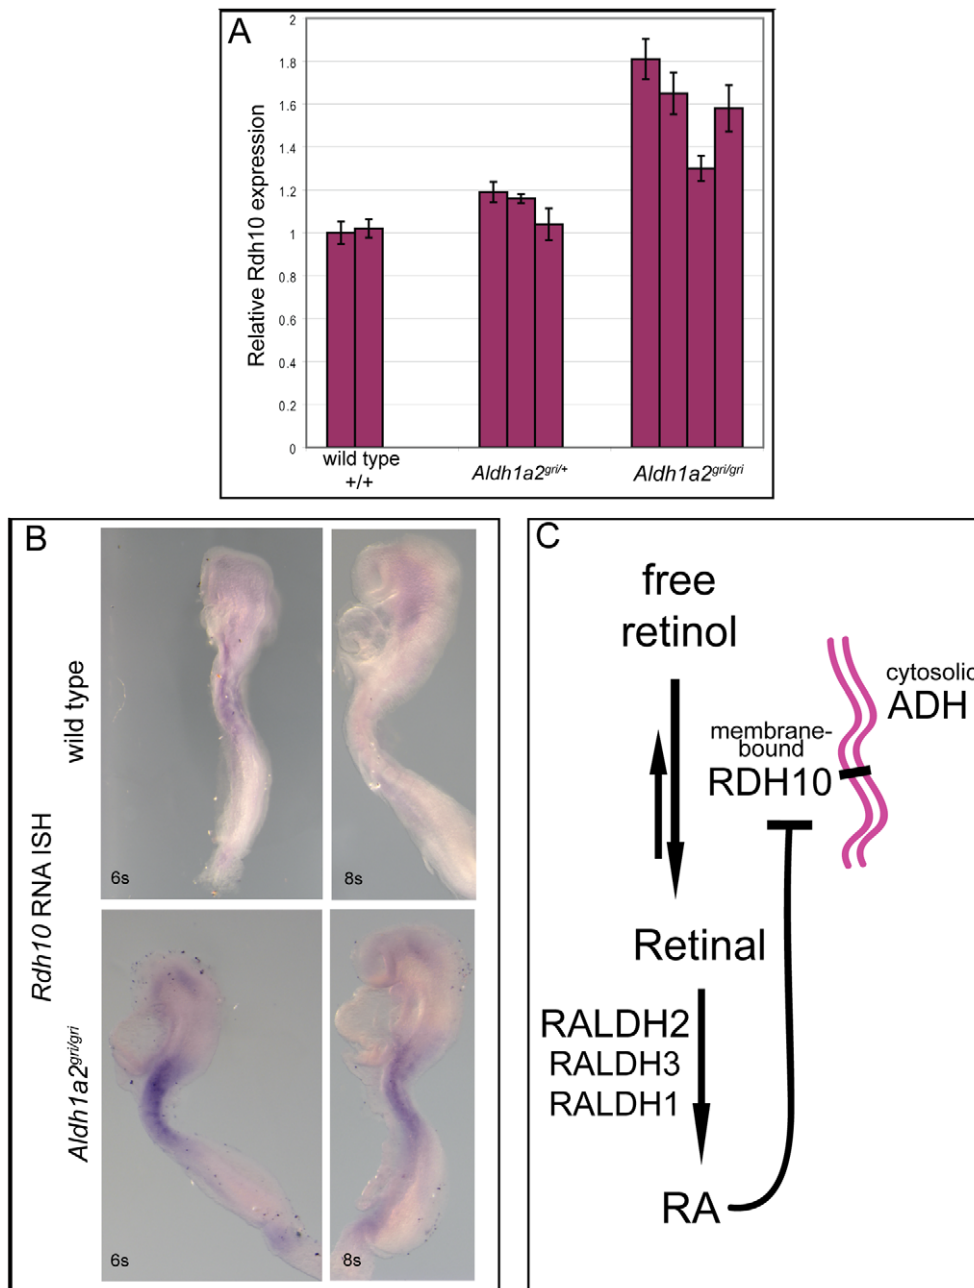 A
Relative Rdh10 expression
2
1.8
1.6
1.4
1.2
1
0.8
0.6
0.4
0.2
0
wild type
+/+
Aldh1a2gri/+
Aldh1a2gri/gri
B
Rdh10 RNA ISH
wild type
6s
8s
Aldh1a2gri/gri
6s
8s
C
free
retinol
cytosolic
ADH
membrane-
bound
RDH10
Retinal
RALDH2
RALDH3
RALDH1
RA